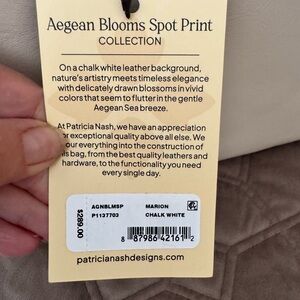 Aegean Blooms Spot Print
COLLECTION
On a chalk white leather background,
nature's artistry meets timeless elegance
with delicately drawn blossoms in vivid
colors that seem to flutter in the gentle
Aegean Sea breeze.
At Patricia Nash, we have an appreciation
for exceptional quality above all else. We
pour everything into the construction of
this bag, from the best quality leathers and
hardware, to the functionality you need
every single day.
$289.00
AGNBLMSP MARION
P1137703 CHALK WHITE
8 87986 42161 2
patricianashdesigns.com